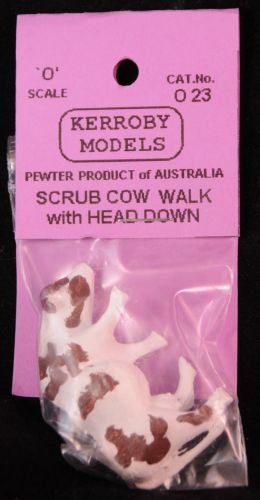 'O'
SCALE
CAT.No.
O 23
KERROBY
MODELS
PEWTER PRODUCT of AUSTRALIA
SCRUB COW WALK
with HEAD DOWN